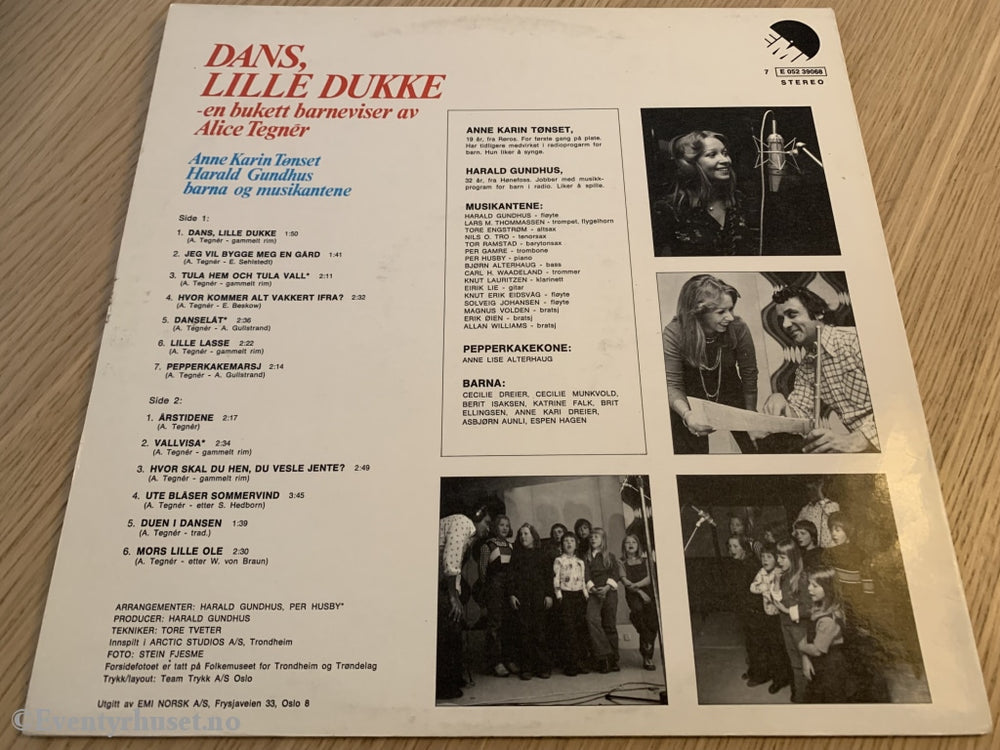 DANS,
LILLE DUKKE
-en bukett barneviser av
Alice Tegnér
Anne Karin Tønset
Harald Gundhus
barna og musikantene
Side 1:
1. DANS, LILLE DUKKE 1:50
(A. Tegnér - gammelt rim)
2. JEG VIL BYGGE MEG EN GÅRD 1:41
(A. Tegnér - E. Sehlstedt)
3. TULA HEM OCH TULA VALL* 2:11
(A. Tegnér - gammelt rim)
4. HVOR KOMMER ALT VAKKERT IFRA? 2:32
(A. Tegnér - E. Beskow)
5. DANSELÅT* 2:36
(A. Tegnér - A. Gullstrand)
6. LILLE LASSE 2:22
(A. Tegnér - gammelt rim)
7. PEPPERKAKEMARSJ 2:14
(A. Tegnér - A. Gullstrand)
Side 2:
1. ÅRSTIDENE 2:17
(A. Tegnér)
2. VALLVISA* 2:34
(A. Tegnér - gammelt rim)
3. HVOR SKAL DU HEN, DU VESLE JENTE? 2:49
(A. Tegnér - gammelt rim)
4. UTE BLÅSER SOMMERVIND 3:45
(A. Tegnér - etter S. Hedborn)
5. DUEN I DANSEN 1:39
(A. Tegnér - trad.)
6. MORS LILLE OLE 2:30
(A. Tegnér - etter W. von Braun)
ARRANGEMENTER: HARALD GUNDHUS, PER HUSBY*
PRODUCER: HARALD GUNDHUS
TEKNIKER: TORE TVETER
Innspilt i ARCTIC STUDIOS A/S, Trondheim
FOTO: STEIN FJESME
Forsidefotoet er tatt på Folkemuseet for Trondheim og Trøndelag
Trykk/layout: Team Trykk A/S Oslo
Utgitt av EMI NORSK A/S, Frysjaveien 33, Oslo 8
ANNE KARIN TØNSET,
19 år, fra Røros. For første gang på plate.
Har tidligere medvirket i radioprogarm for
barn. Hun liker å synge.
HARALD GUNDHUS,
32 år, fra Hønefoss. Jobber med musikk-
program for barn i radio. Liker å spille.
MUSIKANTENE:
HARALD GUNDHUS - fløyte
LARS M. THOMMASSEN - trompet, flygelhorn
TORE ENGSTRØM - altsax
NILS O. TRO - tenorsax
TOR RAMSTAD - barytonsax
PER GAMRE - trombone
PER HUSBY - piano
BJØRN ALTERHAUG - bass
CARL H. WAADELAND - trommer
KNUT LAURITZEN - klarinett
EIRIK LIE - gitar
KNUT ERIK EIDSVÅG - fløyte
SOLVEIG JOHANSEN - fløyte
MAGNUS VOLDEN - bratsj
ERIK ØIEN - bratsj
ALLAN WILLIAMS - bratsj
PEPPERKAKEKONE:
ANNE LISE ALTERHAUG
BARNA:
CECILIE DREIER, CECILIE MUNKVOLD,
BERIT ISAKSEN, KATRINE FALK, BRIT
ELLINGSEN, ANNE KARI DREIER,
ASBJØRN AUNLI, ESPEN HAGEN
EMI
7 E 052 39068
STEREO
©Eventyrhuset.no